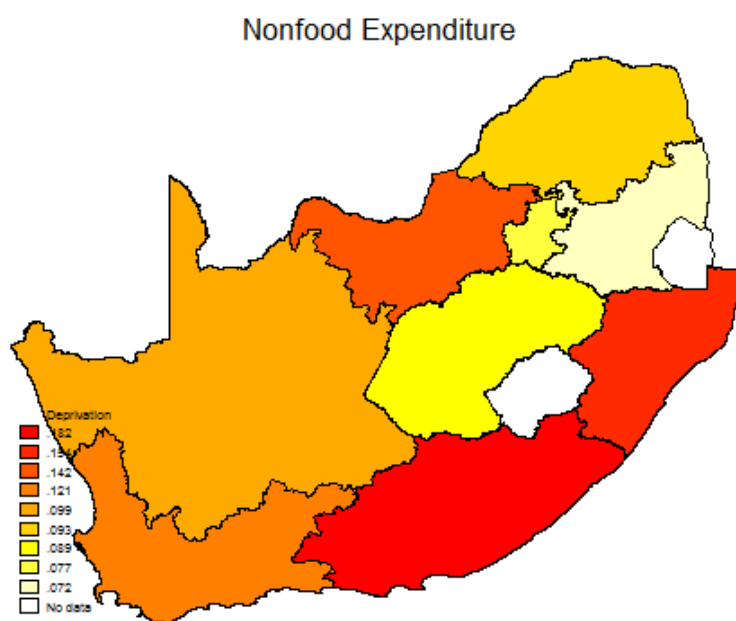 Nonfood Expenditure
Deprivation
.182
.142
.121
.099
.093
.089
.077
.072
No data